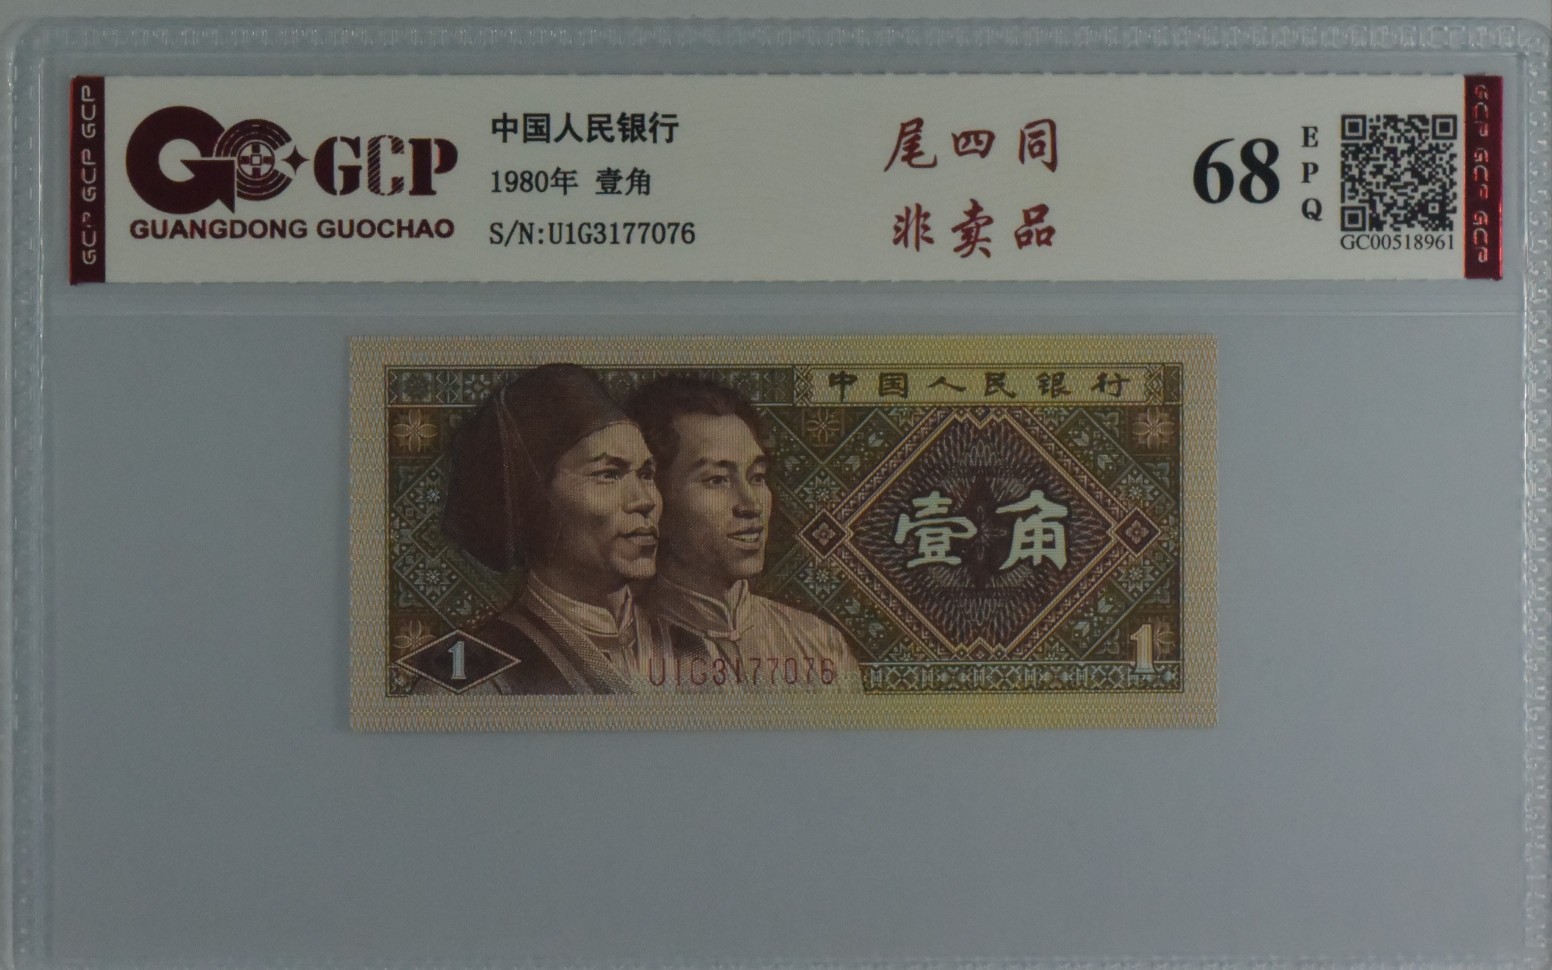 GCP GCP GCP
GCP
GUANGDONG GUOCHAO
中国人民银行
1980年 壹角
S/N:U1G3177076
尾四同
非卖品
68
EPQ
GC00518961
GCP GCP GCP
中国人民银行
壹角
1
U1G3177076
1